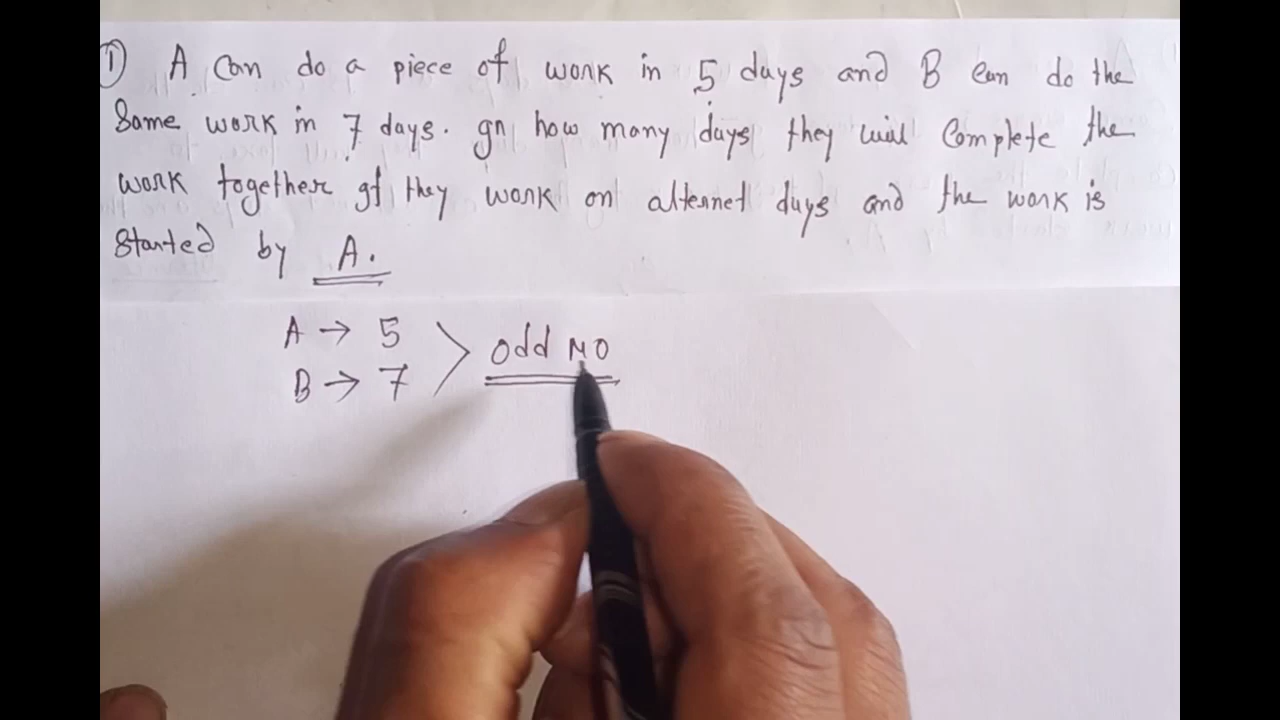 ① A can do a piece of work in 5 days and B can do the
Same work in 7 days. In how many days they will Complete the
work together If they work on alternet days and the work is
Started by A.
A → 5
B → 7
Odd NO